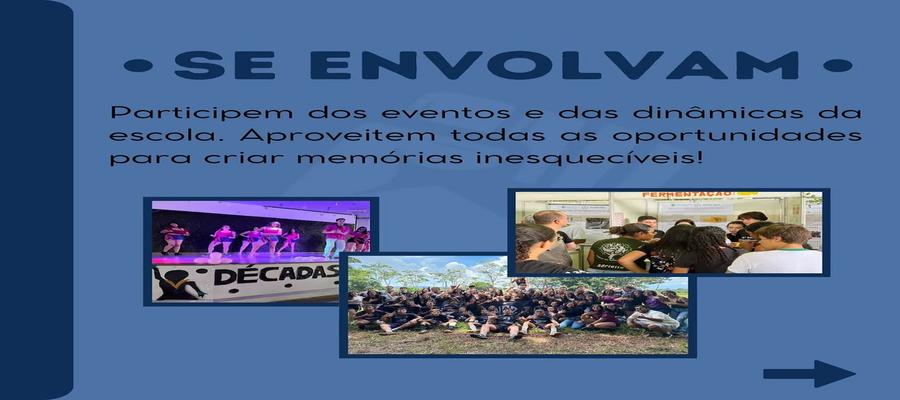 • SE ENVOLVAM •
Participem dos eventos e das dinâmicas da
escola. Aproveitem todas as oportunidades
para criar memórias inesquecíveis!
FERMENTAÇÃO
DÉCADAS